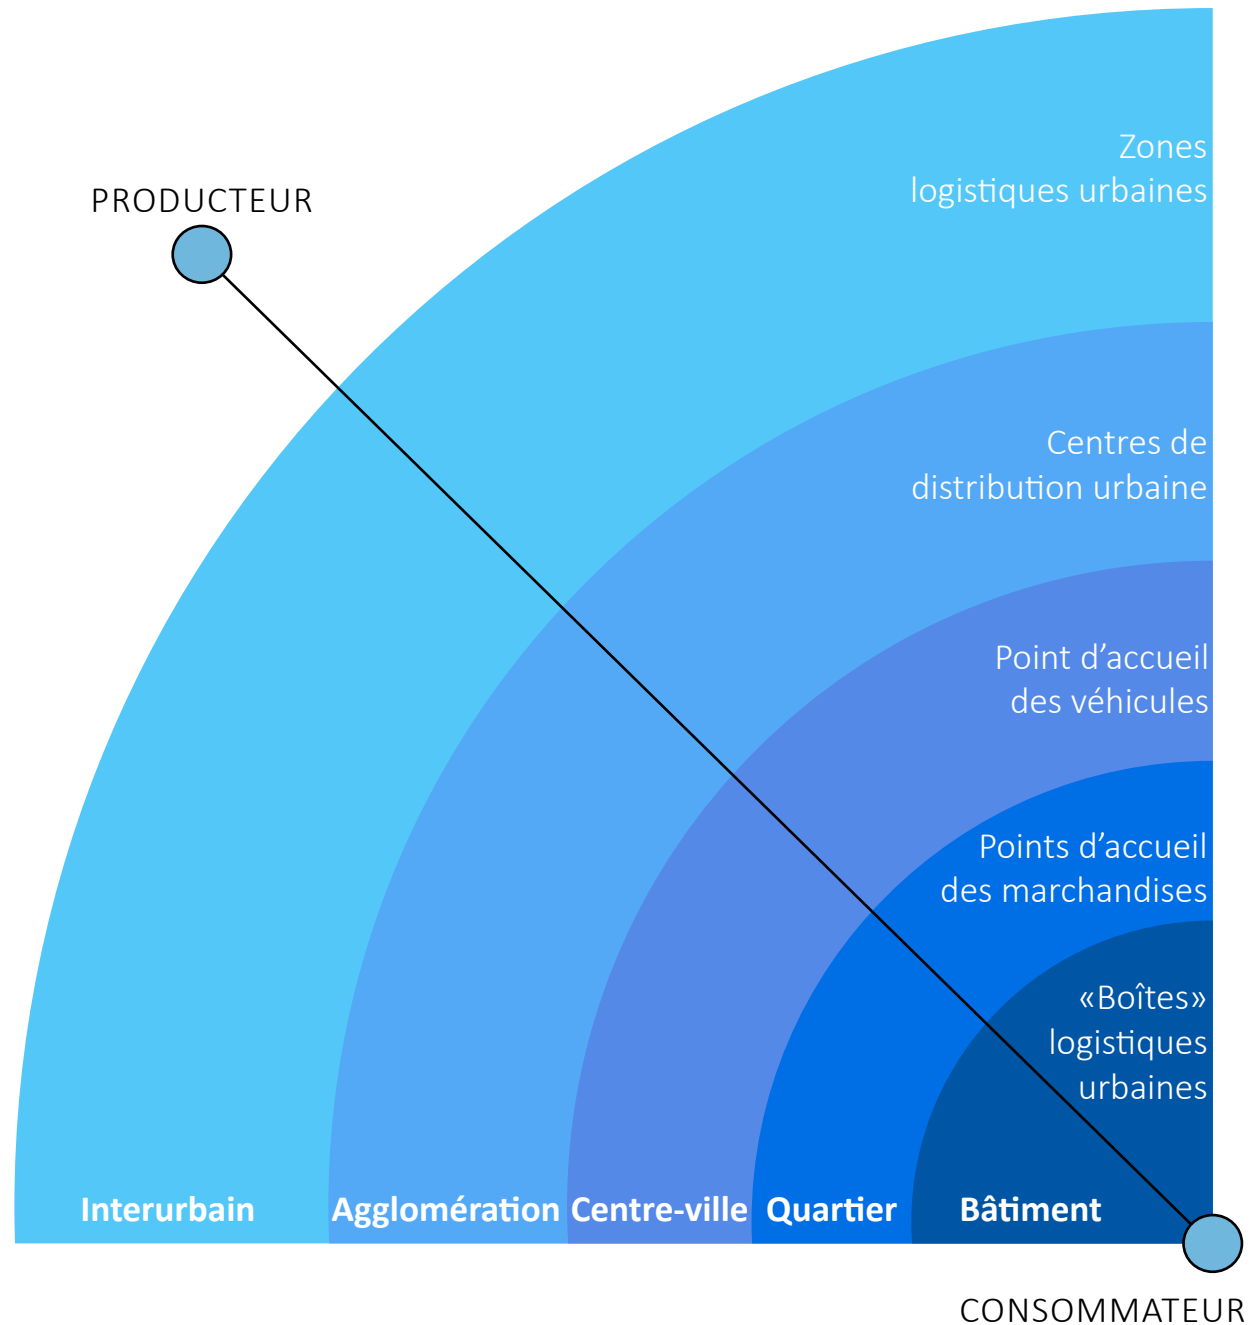 Zones
logistiques urbaines
PRODUCTEUR
Centres de
distribution urbaine
Point d’accueil
des véhicules
Points d’accueil
des marchandises
«Boîtes»
logistiques
urbaines
Interurbain Agglomération Centre-ville Quartier Bâtiment
CONSOMMATEUR